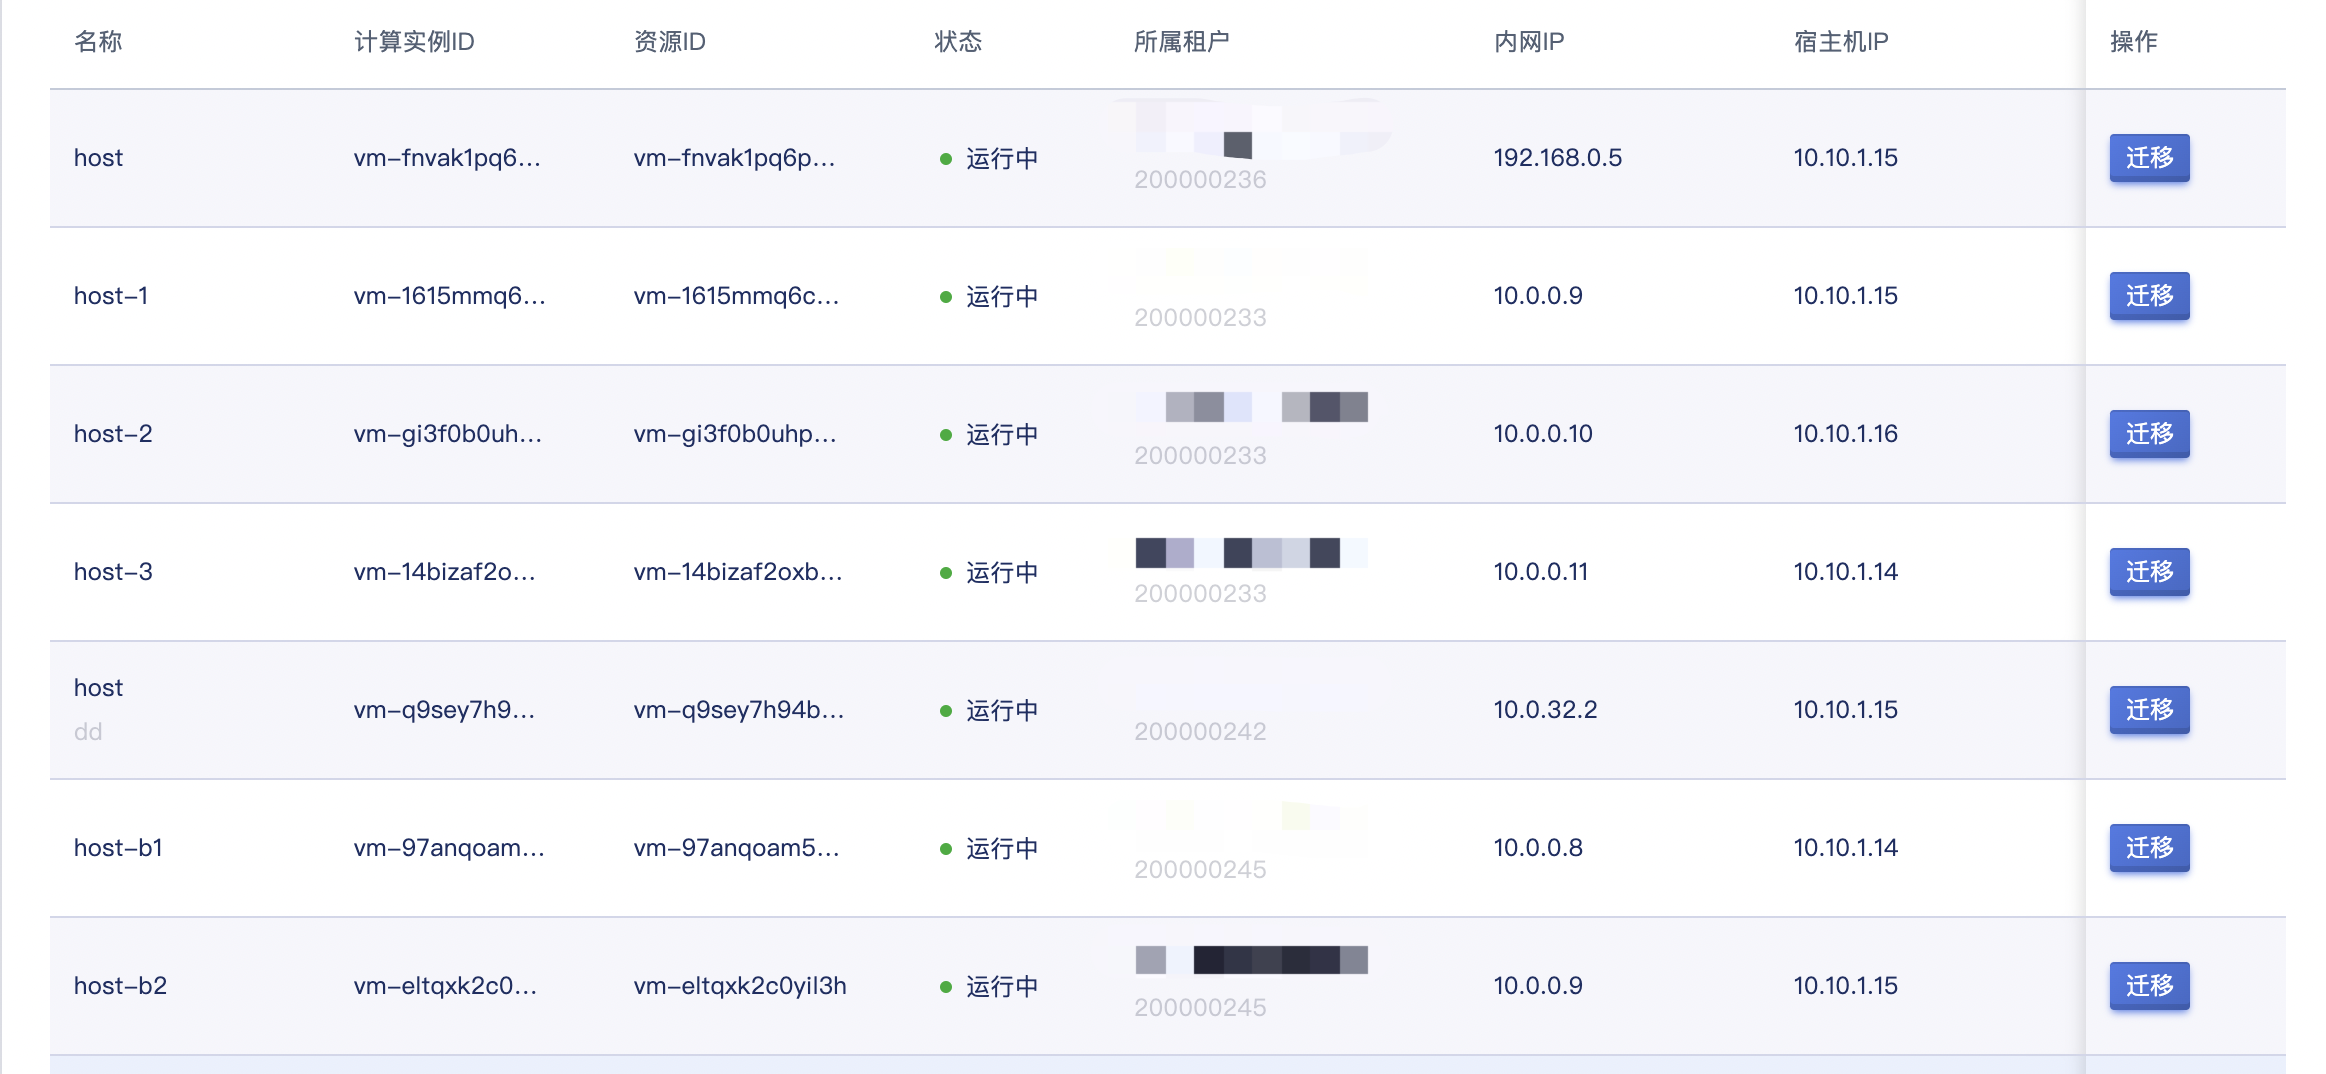 名称 计算实例ID 资源ID 状态 所属租户 内网IP 宿主机IP 操作
host vm-fnvak1pq6... vm-fnvak1pq6p... 运行中 200000236 192.168.0.5 10.10.1.15 迁移
host-1 vm-1615mmq6... vm-1615mmq6c... 运行中 200000233 10.0.0.9 10.10.1.15 迁移
host-2 vm-gi3f0b0uh... vm-gi3f0b0uhp... 运行中 200000233 10.0.0.10 10.10.1.16 迁移
host-3 vm-14bizaf2o... vm-14bizaf2oxb... 运行中 200000233 10.0.0.11 10.10.1.14 迁移
host vm-q9sey7h9... vm-q9sey7h94b... 运行中 200000242 10.0.32.2 10.10.1.15 迁移
dd
host-b1 vm-97anqoam... vm-97anqoam5... 运行中 200000245 10.0.0.8 10.10.1.14 迁移
host-b2 vm-eltqxk2c0... vm-eltqxk2c0yil3h 运行中 200000245 10.0.0.9 10.10.1.15 迁移